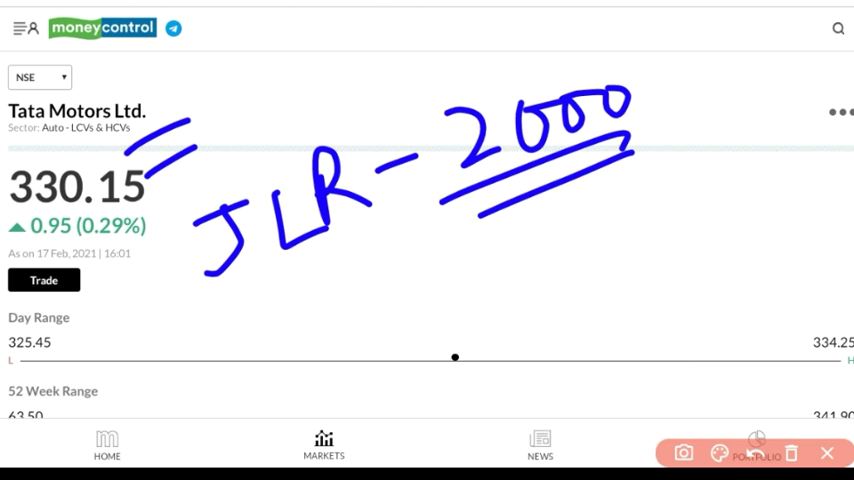 moneycontrol
NSE
Tata Motors Ltd.
Sector: Auto - LCVs & HCVs
JLR - 2000
330.15
0.95 (0.29%)
As on 17 Feb, 2021 | 16:01
Trade
Day Range
325.45 334.25
L H
52 Week Range
63.50 341.90
HOME MARKETS NEWS PORTFOLIO